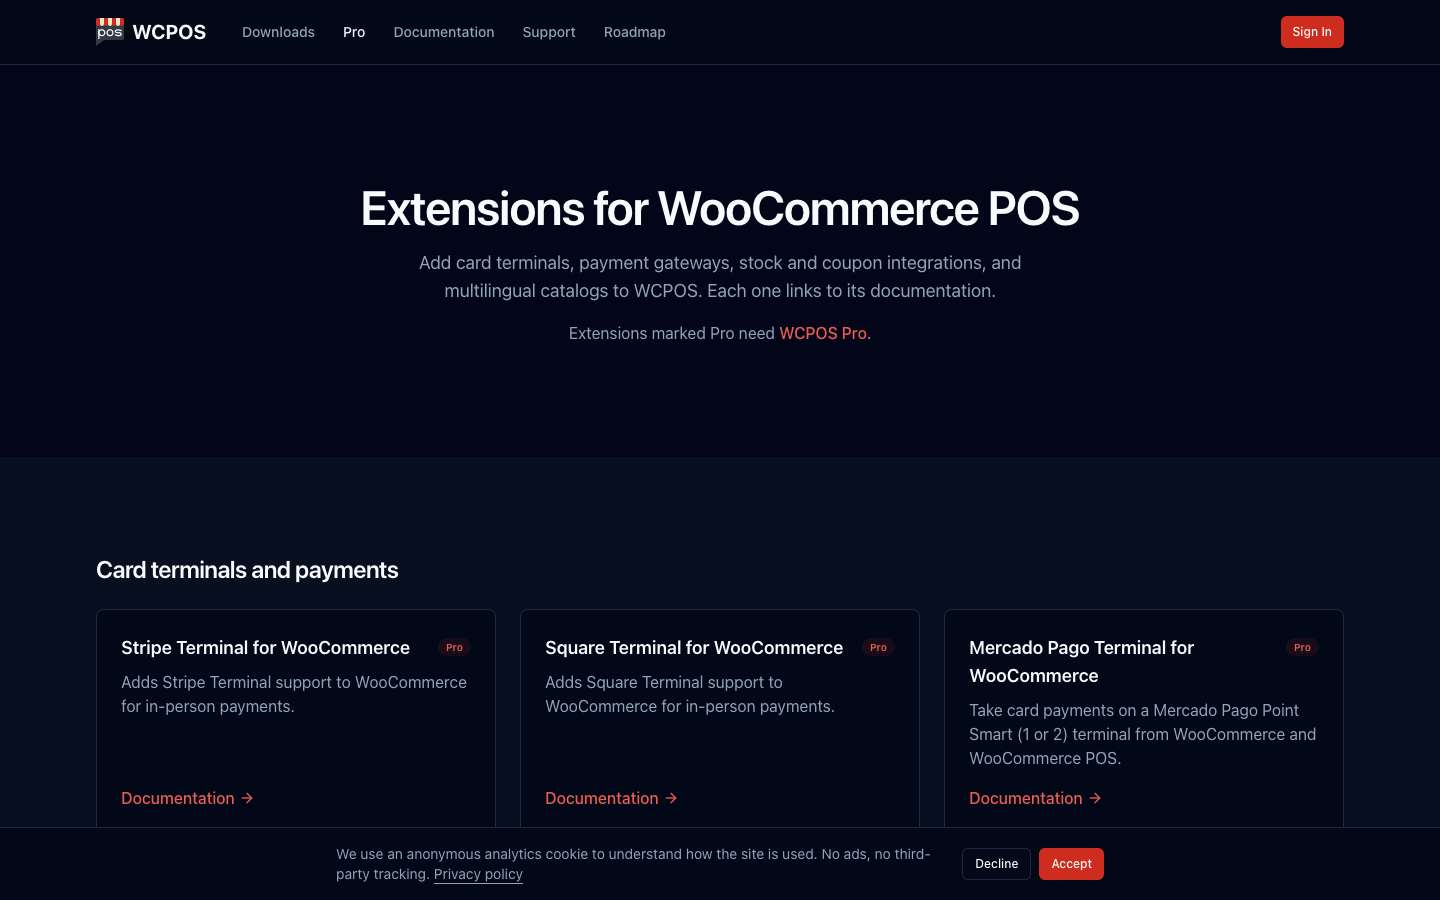 pos WCPOS Downloads Pro Documentation Support Roadmap Sign In
Extensions for WooCommerce POS
Add card terminals, payment gateways, stock and coupon integrations, and
multilingual catalogs to WCPOS. Each one links to its documentation.
Extensions marked Pro need WCPOS Pro.
Card terminals and payments
Stripe Terminal for WooCommerce Pro
Adds Stripe Terminal support to WooCommerce
for in-person payments.
Documentation →
Square Terminal for WooCommerce Pro
Adds Square Terminal support to
WooCommerce for in-person payments.
Documentation →
Mercado Pago Terminal for Pro
WooCommerce
Take card payments on a Mercado Pago Point
Smart (1 or 2) terminal from WooCommerce and
WooCommerce POS.
Documentation →
We use an anonymous analytics cookie to understand how the site is used. No ads, no third-
party tracking. Privacy policy
Decline Accept